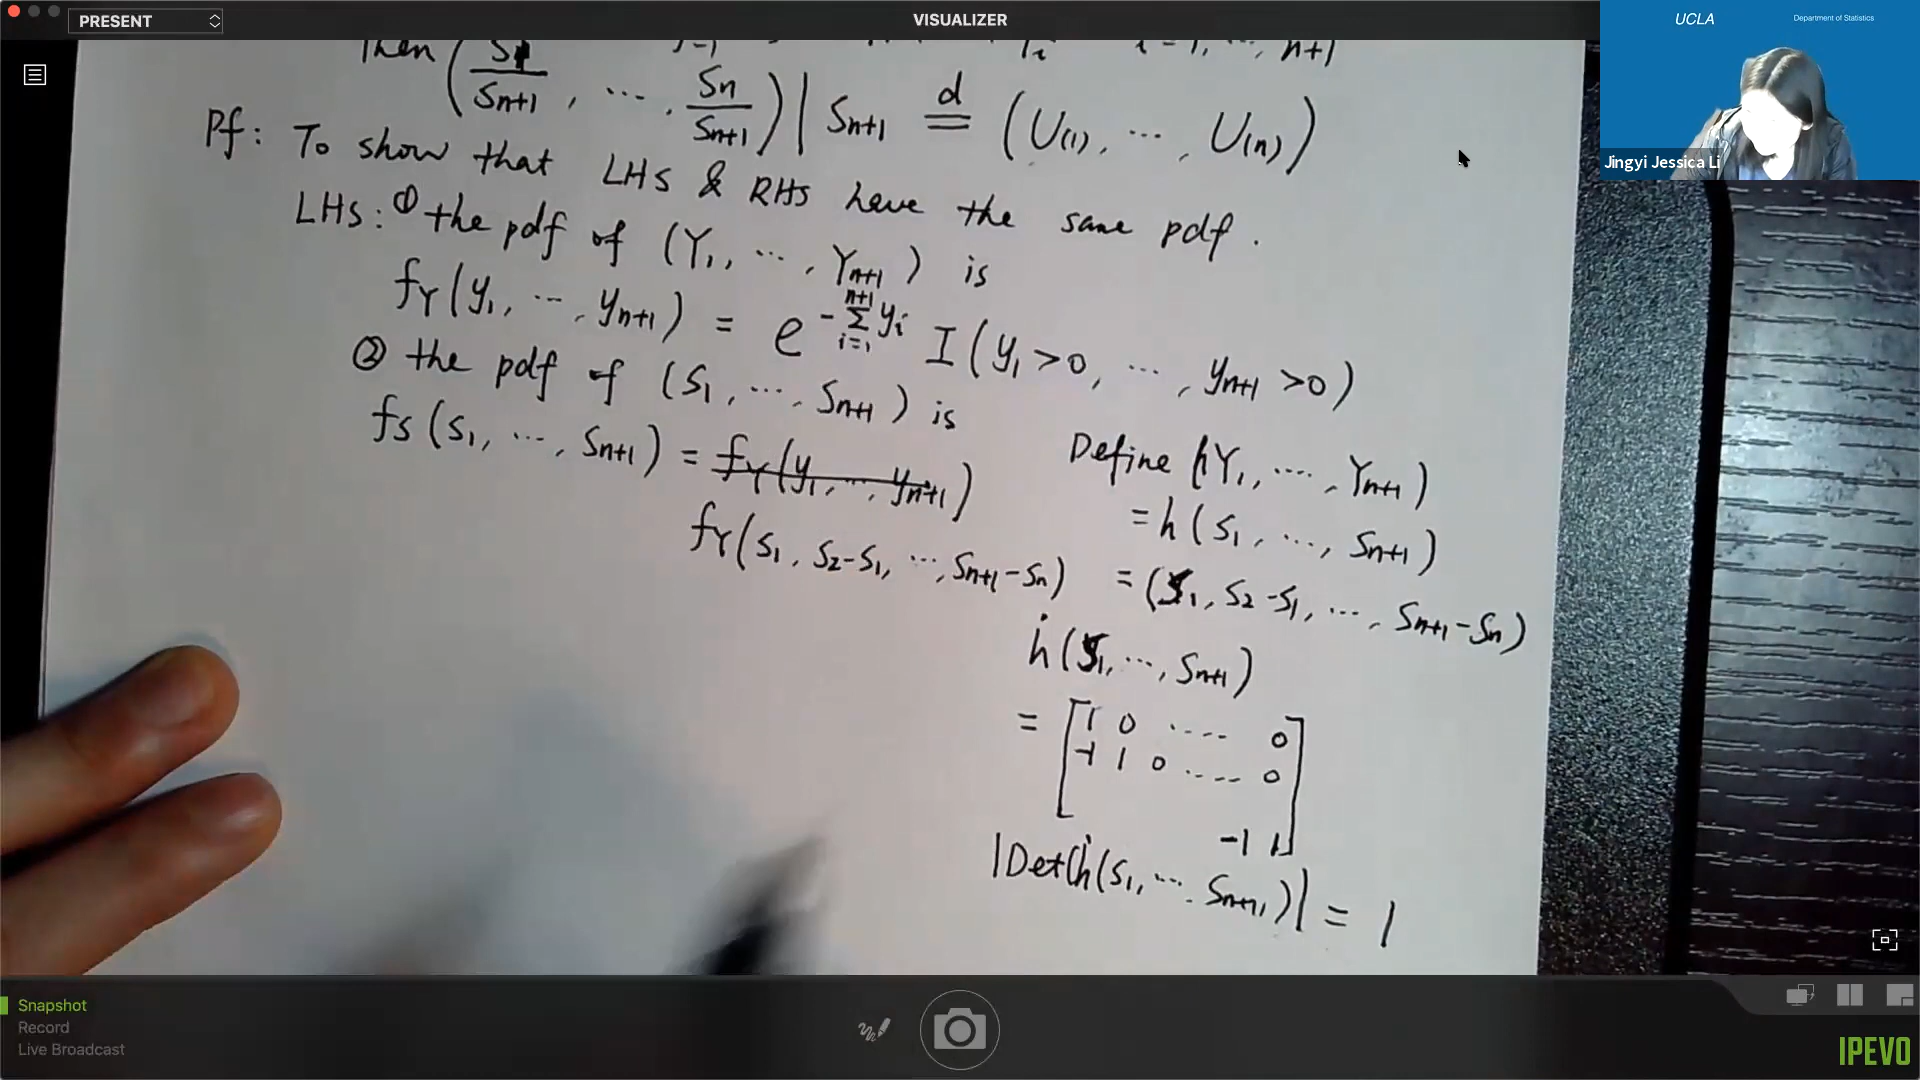 PRESENT
VISUALIZER
UCLA
Department of Statistics
Jingyi Jessica Li
Then (S1/Sn+1, ..., Sn/Sn+1) | Sn+1 =d (U(1), ..., U(n))
Pf: To show that LHS & RHS have the same pdf.
LHS: ① the pdf of (Y1, ..., Yn+1) is
fY(y1, ..., yn+1) = e^{-Σ_{i=1}^{n+1} yi} I(y1>0, ..., yn+1>0)
② the pdf of (S1, ..., Sn+1) is
fS(s1, ..., sn+1) = fY(y1, ..., yn+1)
fY(s1, s2-s1, ..., sn+1-sn)
Define (Y1, ..., Yn+1)
= h(S1, ..., Sn+1)
= (S1, S2-S1, ..., Sn+1-Sn)
ḣ(S1, ..., Sn+1)
= [1 0 .... 0
-1 1 0 ..... 0
-1 1]
|Det(ḣ(s1, ..., sn+1))| = 1
Snapshot
Record
Live Broadcast
IPEVO